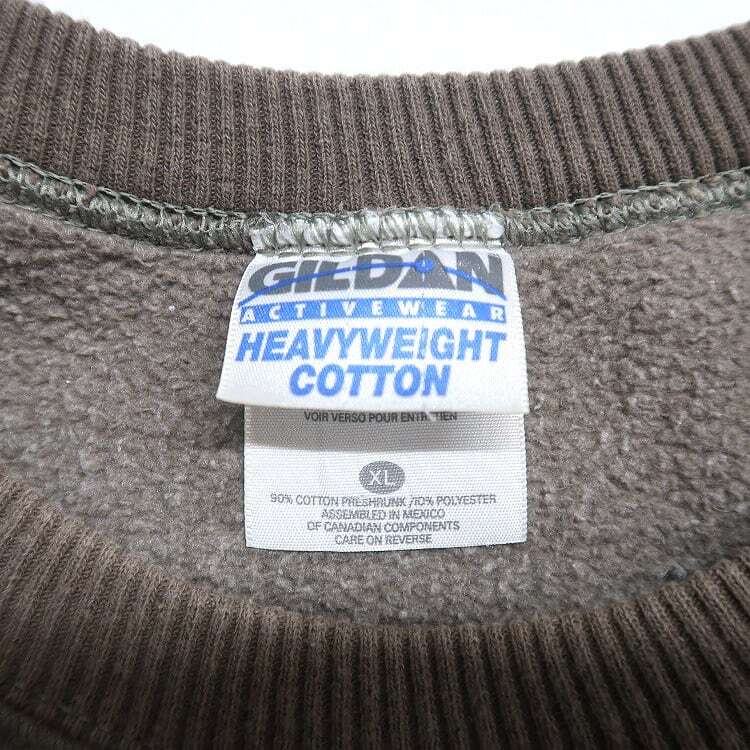 GILDAN
ACTIVEWEAR
HEAVYWEIGHT
COTTON
VOIR VERSO POUR ENTRETIEN
XL
90% COTTON PRESHRUNK /10% POLYESTER
ASSEMBLED IN MEXICO
OF CANADIAN COMPONENTS
CARE ON REVERSE